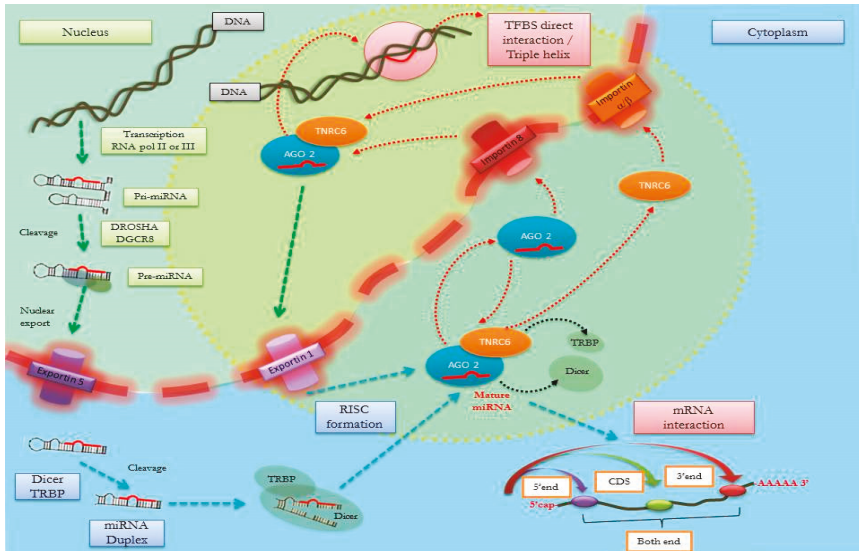 Nucleus
DNA
TFBS direct
interaction /
Triple helix
Cytoplasm
DNA
Importin
α/β
Transcription
RNA pol II or III
TNRC6
AGO 2
Importin 8
TNRC6
Pri-miRNA
Cleavage
DROSHA
DGCR8
AGO 2
Pre-miRNA
Nuclear
export
Exportin 5
Exportin 1
TNRC6
AGO 2
TRBP
Dicer
Mature
miRNA
RISC
formation
mRNA
interaction
Dicer
TRBP
Cleavage
miRNA
Duplex
TRBP
Dicer
5'end
CDS
3'end
5'cap
AAAAA 3'
Both end